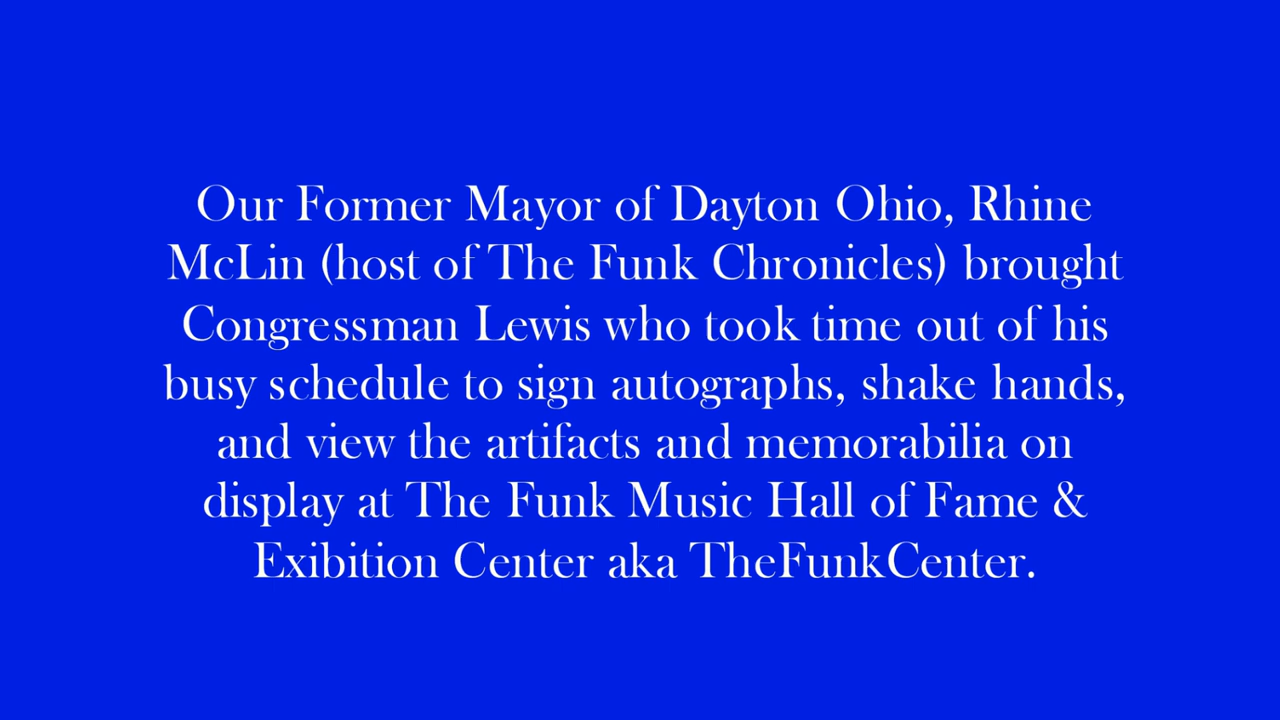 Our Former Mayor of Dayton Ohio, Rhine
McLin (host of The Funk Chronicles) brought
Congressman Lewis who took time out of his
busy schedule to sign autographs, shake hands,
and view the artifacts and memorabilia on
display at The Funk Music Hall of Fame &
Exibition Center aka TheFunkCenter.